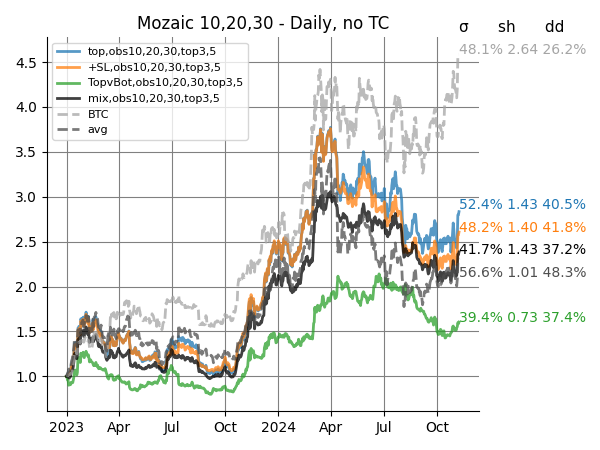 Mozaic 10,20,30 - Daily, no TC
σ sh dd
top,obs10,20,30,top3,5
+SL,obs10,20,30,top3,5
TopvBot,obs10,20,30,top3,5
mix,obs10,20,30,top3,5
BTC
avg
48.1% 2.64 26.2%
52.4% 1.43 40.5%
48.2% 1.40 41.8%
41.7% 1.43 37.2%
56.6% 1.01 48.3%
39.4% 0.73 37.4%
4.5
4.0
3.5
3.0
2.5
2.0
1.5
1.0
2023 Apr Jul Oct 2024 Apr Jul Oct